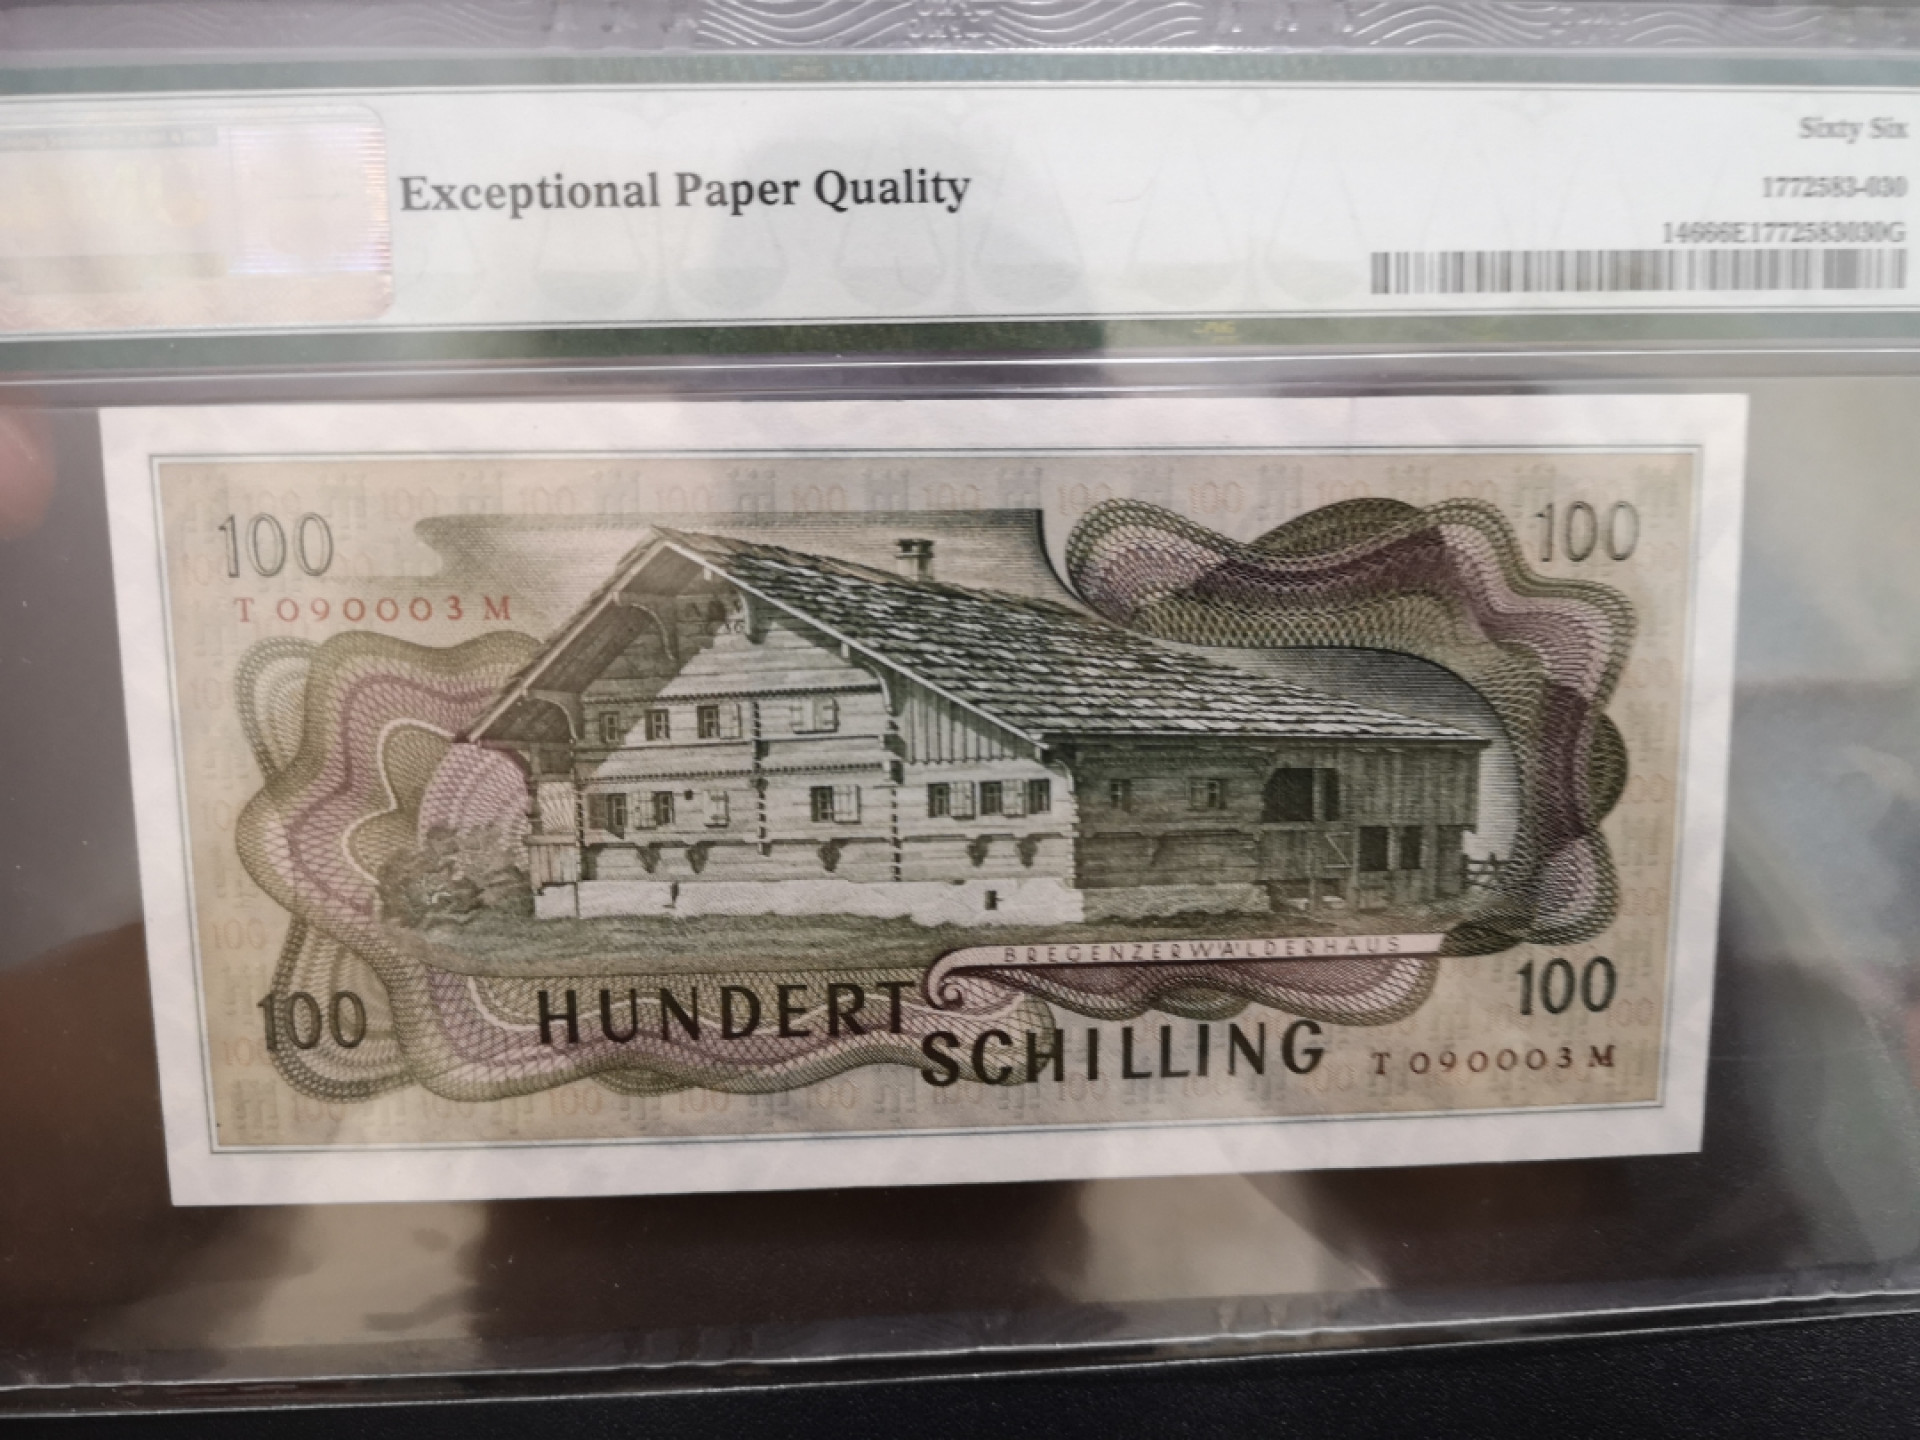 Sixty Six
Exceptional Paper Quality
1772583-030
14666E1772583030G
100
100
T 090003 M
BREGENZERWÄLDERHAUS
100
100
HUNDERT
SCHILLING
T 090003 M